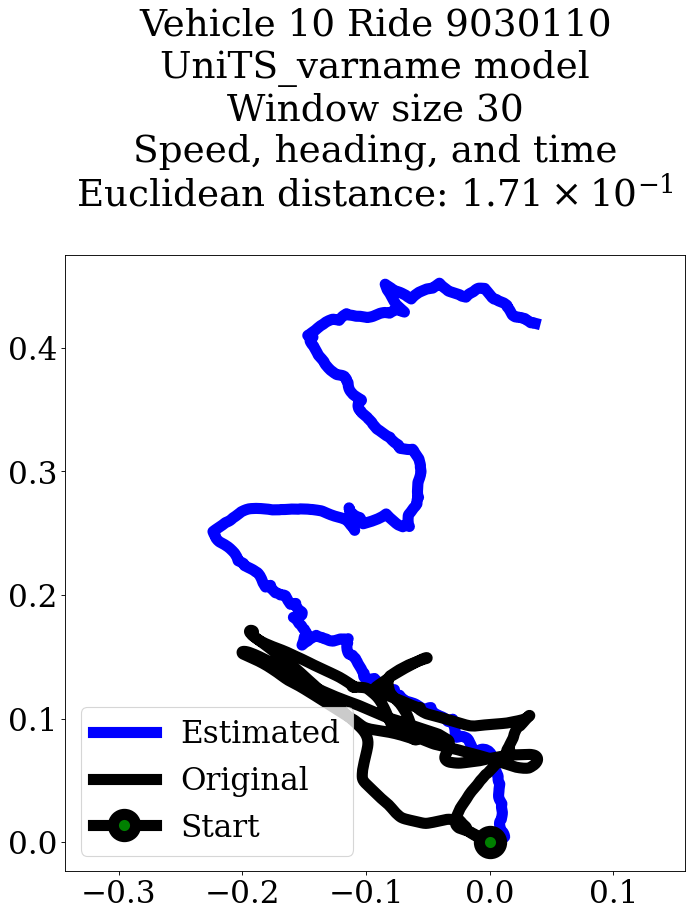 Vehicle 10 Ride 9030110
UniTS_varname model
Window size 30
Speed, heading, and time
Euclidean distance: 1.71 × 10⁻¹
0.4
0.3
0.2
0.1
0.0
Estimated
Original
Start
−0.3 −0.2 −0.1 0.0 0.1